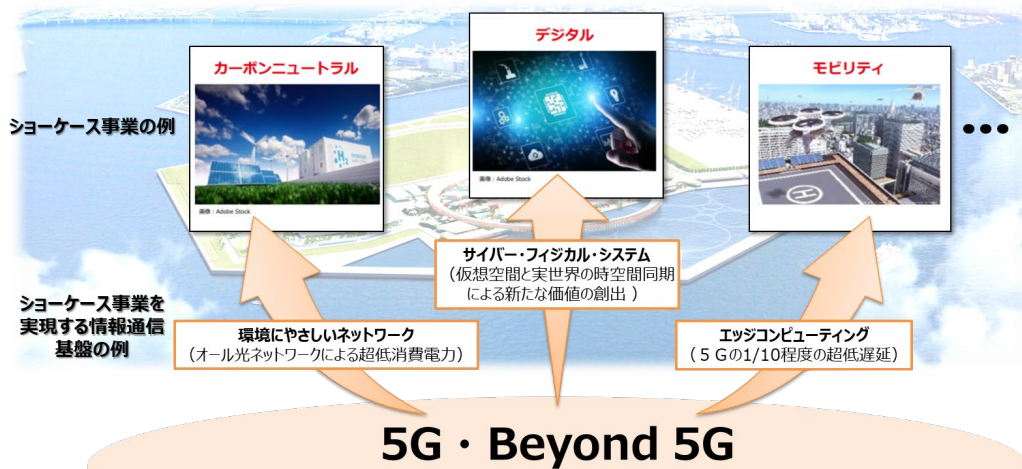 デジタル
カーボンニュートラル
モビリティ
ショーケース事業の例
•••
画像：Adobe Stock
画像：Adobe Stock
サイバー・フィジカル・システム
（仮想空間と実世界の時空間同期
による新たな価値の創出 ）
ショーケース事業を
実現する情報通信
基盤の例
環境にやさしいネットワーク
（オール光ネットワークによる超低消費電力）
エッジコンピューティング
（５Gの1/10程度の超低遅延）
5G・Beyond 5G